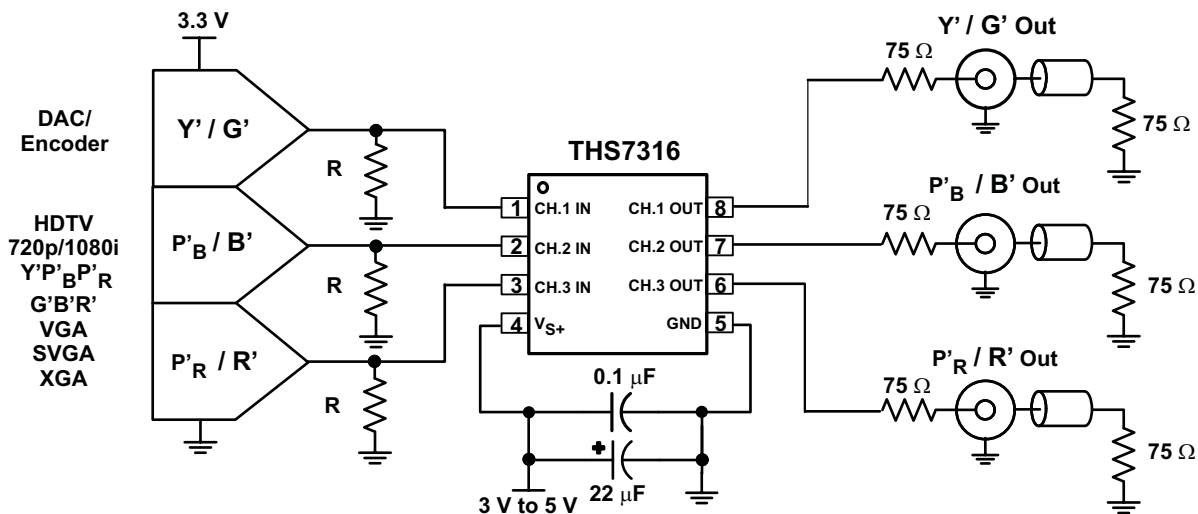 3.3 V
DAC/
Encoder
HDTV
720p/1080i
Y'P'BP'R
G'B'R'
VGA
SVGA
XGA
Y' / G'
P'B / B'
P'R / R'
R
R
R
THS7316
1 CH.1 IN
2 CH.2 IN
3 CH.3 IN
4 VS+
CH.1 OUT 8
CH.2 OUT 7
CH.3 OUT 6
GND 5
0.1 μF
+
22 μF
3 V to 5 V
Y' / G' Out
75 Ω
75 Ω
P'B / B' Out
75 Ω
75 Ω
P'R / R' Out
75 Ω
75 Ω